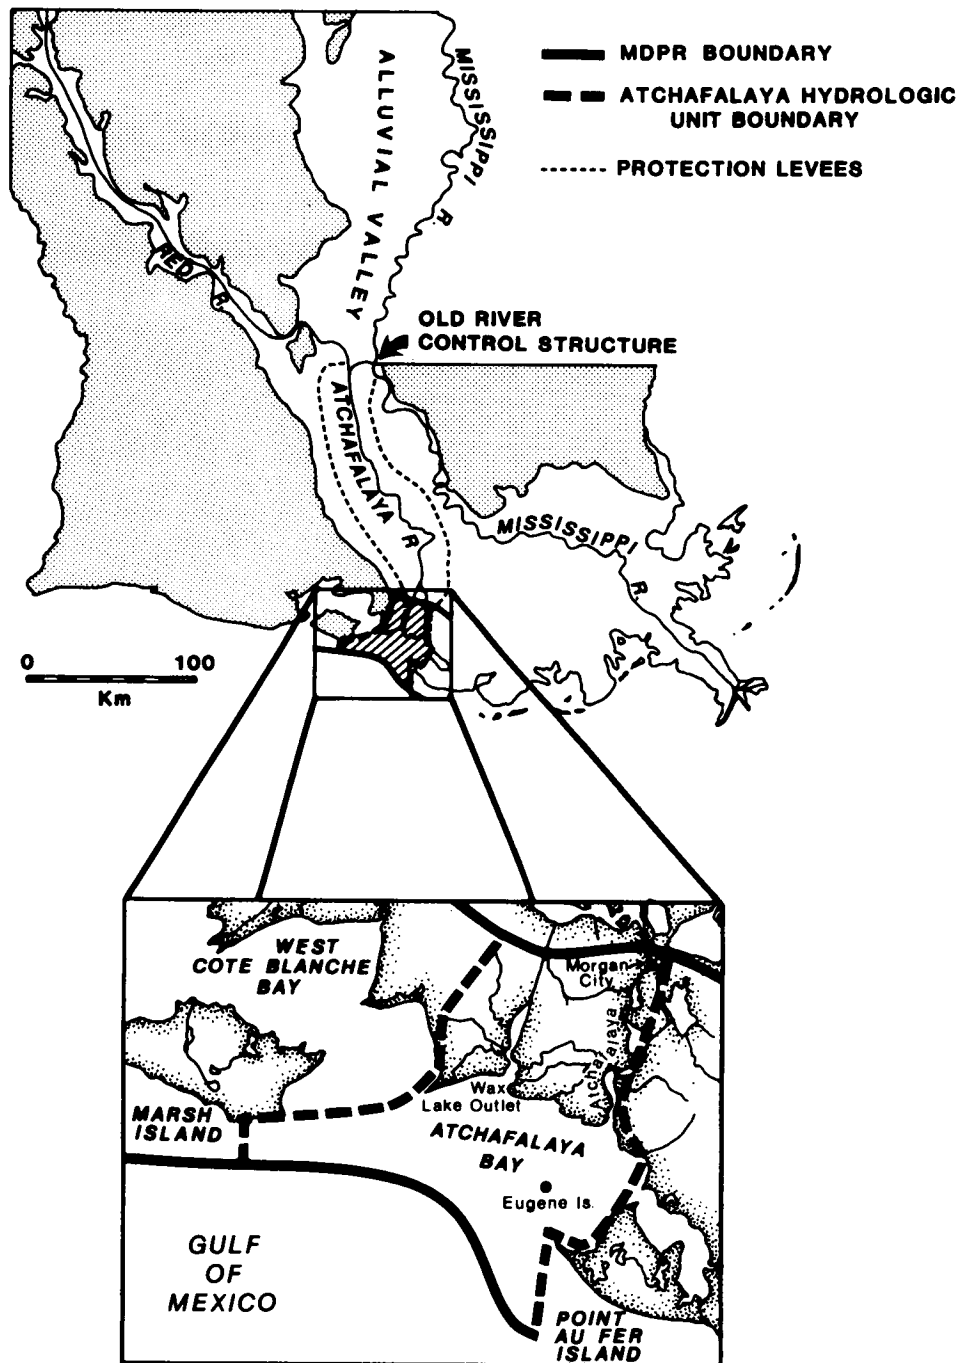 MDPR BOUNDARY
ATCHAFALAYA HYDROLOGIC
UNIT BOUNDARY
PROTECTION LEVEES
MISSISSIPPI R.
ALLUVIAL VALLEY
RED R.
OLD RIVER
CONTROL STRUCTURE
ATCHAFALAYA R.
MISSISSIPPI R.
0 100
Km
WEST
COTE BLANCHE
BAY
Morgan
City
Atchafalaya
Wax
Lake Outlet
MARSH
ISLAND
ATCHAFALAYA
BAY
Eugene Is.
GULF
OF
MEXICO
POINT
AU FER
ISLAND